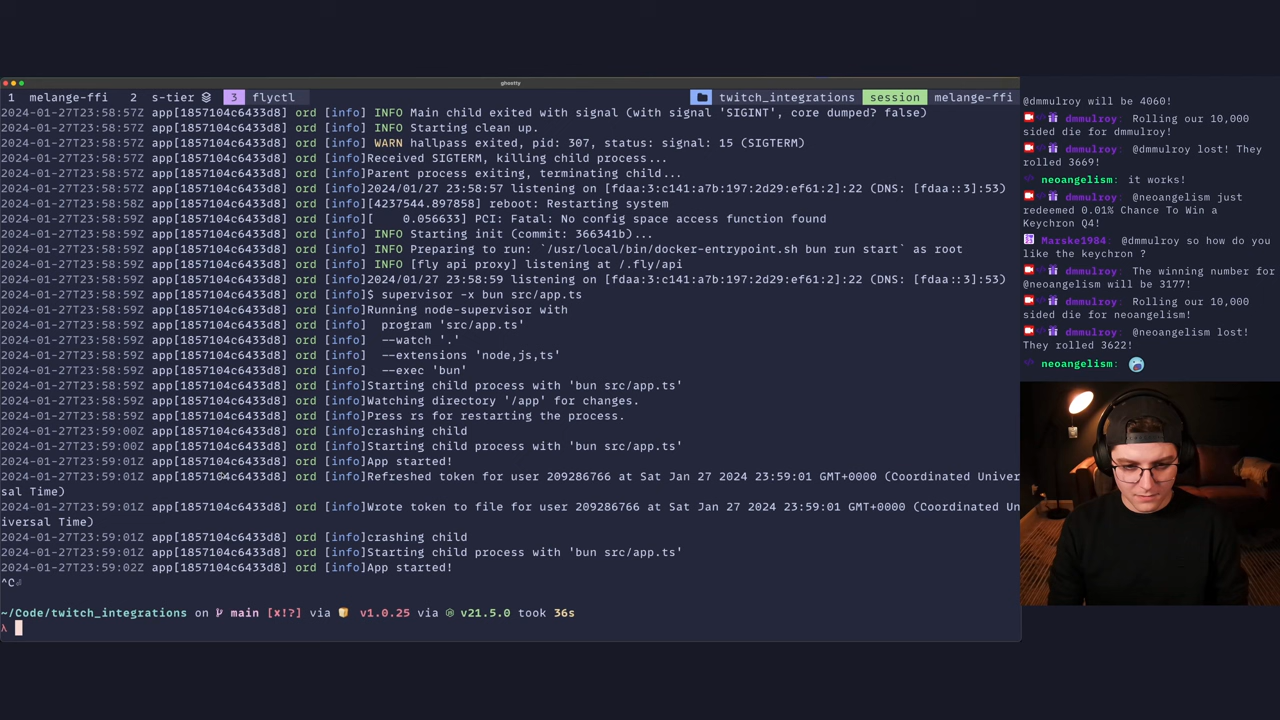 ghostty
1 melange-ffi 2 s-tier 3 flyctl twitch_integrations session melange-ffi
2024-01-27T23:58:57Z app[1857104c6433d8] ord [info] INFO Main child exited with signal (with signal 'SIGINT', core dumped? false)
2024-01-27T23:58:57Z app[1857104c6433d8] ord [info] INFO Starting clean up.
2024-01-27T23:58:57Z app[1857104c6433d8] ord [info] WARN hallpass exited, pid: 307, status: signal: 15 (SIGTERM)
2024-01-27T23:58:57Z app[1857104c6433d8] ord [info]Received SIGTERM, killing child process...
2024-01-27T23:58:57Z app[1857104c6433d8] ord [info]Parent process exiting, terminating child...
2024-01-27T23:58:57Z app[1857104c6433d8] ord [info]2024/01/27 23:58:57 listening on [fdaa:3:c141:a7b:197:2d29:ef61:2]:22 (DNS: [fdaa::3]:53)
2024-01-27T23:58:58Z app[1857104c6433d8] ord [info][4237544.897858] reboot: Restarting system
2024-01-27T23:58:59Z app[1857104c6433d8] ord [info][ 0.056633] PCI: Fatal: No config space access function found
2024-01-27T23:58:59Z app[1857104c6433d8] ord [info] INFO Starting init (commit: 366341b)...
2024-01-27T23:58:59Z app[1857104c6433d8] ord [info] INFO Preparing to run: `/usr/local/bin/docker-entrypoint.sh bun run start` as root
2024-01-27T23:58:59Z app[1857104c6433d8] ord [info] INFO [fly api proxy] listening at /.fly/api
2024-01-27T23:58:59Z app[1857104c6433d8] ord [info]2024/01/27 23:58:59 listening on [fdaa:3:c141:a7b:197:2d29:ef61:2]:22 (DNS: [fdaa::3]:53)
2024-01-27T23:58:59Z app[1857104c6433d8] ord [info]$ supervisor -x bun src/app.ts
2024-01-27T23:58:59Z app[1857104c6433d8] ord [info]Running node-supervisor with
2024-01-27T23:58:59Z app[1857104c6433d8] ord [info] program 'src/app.ts'
2024-01-27T23:58:59Z app[1857104c6433d8] ord [info] --watch '.'
2024-01-27T23:58:59Z app[1857104c6433d8] ord [info] --extensions 'node,js,ts'
2024-01-27T23:58:59Z app[1857104c6433d8] ord [info] --exec 'bun'
2024-01-27T23:58:59Z app[1857104c6433d8] ord [info]Starting child process with 'bun src/app.ts'
2024-01-27T23:58:59Z app[1857104c6433d8] ord [info]Watching directory '/app' for changes.
2024-01-27T23:58:59Z app[1857104c6433d8] ord [info]Press rs for restarting the process.
2024-01-27T23:59:00Z app[1857104c6433d8] ord [info]crashing child
2024-01-27T23:59:00Z app[1857104c6433d8] ord [info]Starting child process with 'bun src/app.ts'
2024-01-27T23:59:01Z app[1857104c6433d8] ord [info]App started!
2024-01-27T23:59:01Z app[1857104c6433d8] ord [info]Refreshed token for user 209286766 at Sat Jan 27 2024 23:59:01 GMT+0000 (Coordinated Univer
sal Time)
2024-01-27T23:59:01Z app[1857104c6433d8] ord [info]Wrote token to file for user 209286766 at Sat Jan 27 2024 23:59:01 GMT+0000 (Coordinated Un
iversal Time)
2024-01-27T23:59:01Z app[1857104c6433d8] ord [info]crashing child
2024-01-27T23:59:01Z app[1857104c6433d8] ord [info]Starting child process with 'bun src/app.ts'
2024-01-27T23:59:02Z app[1857104c6433d8] ord [info]App started!
^C⏎
~/Code/twitch_integrations on main [x!?] via v1.0.25 via v21.5.0 took 36s
λ
@dmmulroy will be 4060!
dmmulroy: Rolling our 10,000
sided die for dmmulroy!
dmmulroy: @dmmulroy lost! They
rolled 3669!
neoangelism: it works!
dmmulroy: @neoangelism just
redeemed 0.01% Chance To Win a
Keychron Q4!
Marske1984: @dmmulroy so how do you
like the keychron ?
dmmulroy: The winning number for
@neoangelism will be 3177!
dmmulroy: Rolling our 10,000
sided die for neoangelism!
dmmulroy: @neoangelism lost!
They rolled 3622!
neoangelism: